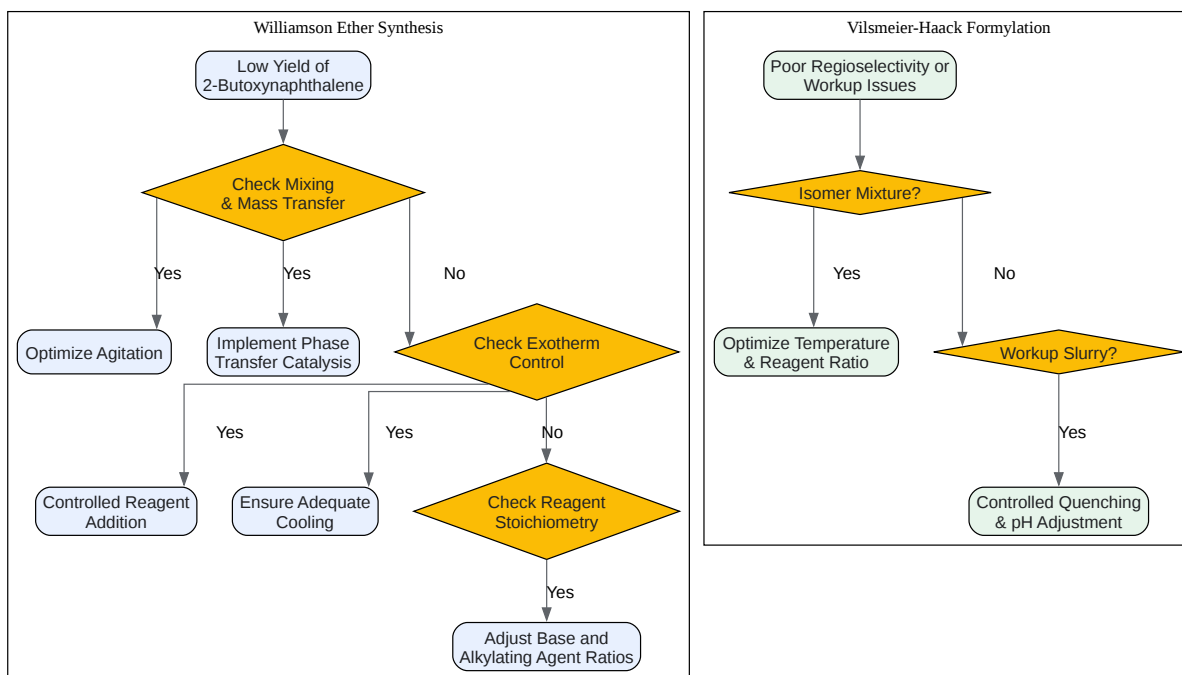 Williamson Ether Synthesis
Low Yield of
2-Butoxynaphthalene
Check Mixing
& Mass Transfer
Yes
Yes
No
Optimize Agitation
Implement Phase
Transfer Catalysis
Check Exotherm
Control
Yes
Yes
No
Controlled Reagent
Addition
Ensure Adequate
Cooling
Check Reagent
Stoichiometry
Yes
Adjust Base and
Alkylating Agent Ratios
Vilsmeier-Haack Formylation
Poor Regioselectivity or
Workup Issues
Isomer Mixture?
Yes
No
Optimize Temperature
& Reagent Ratio
Workup Slurry?
Yes
Controlled Quenching
& pH Adjustment